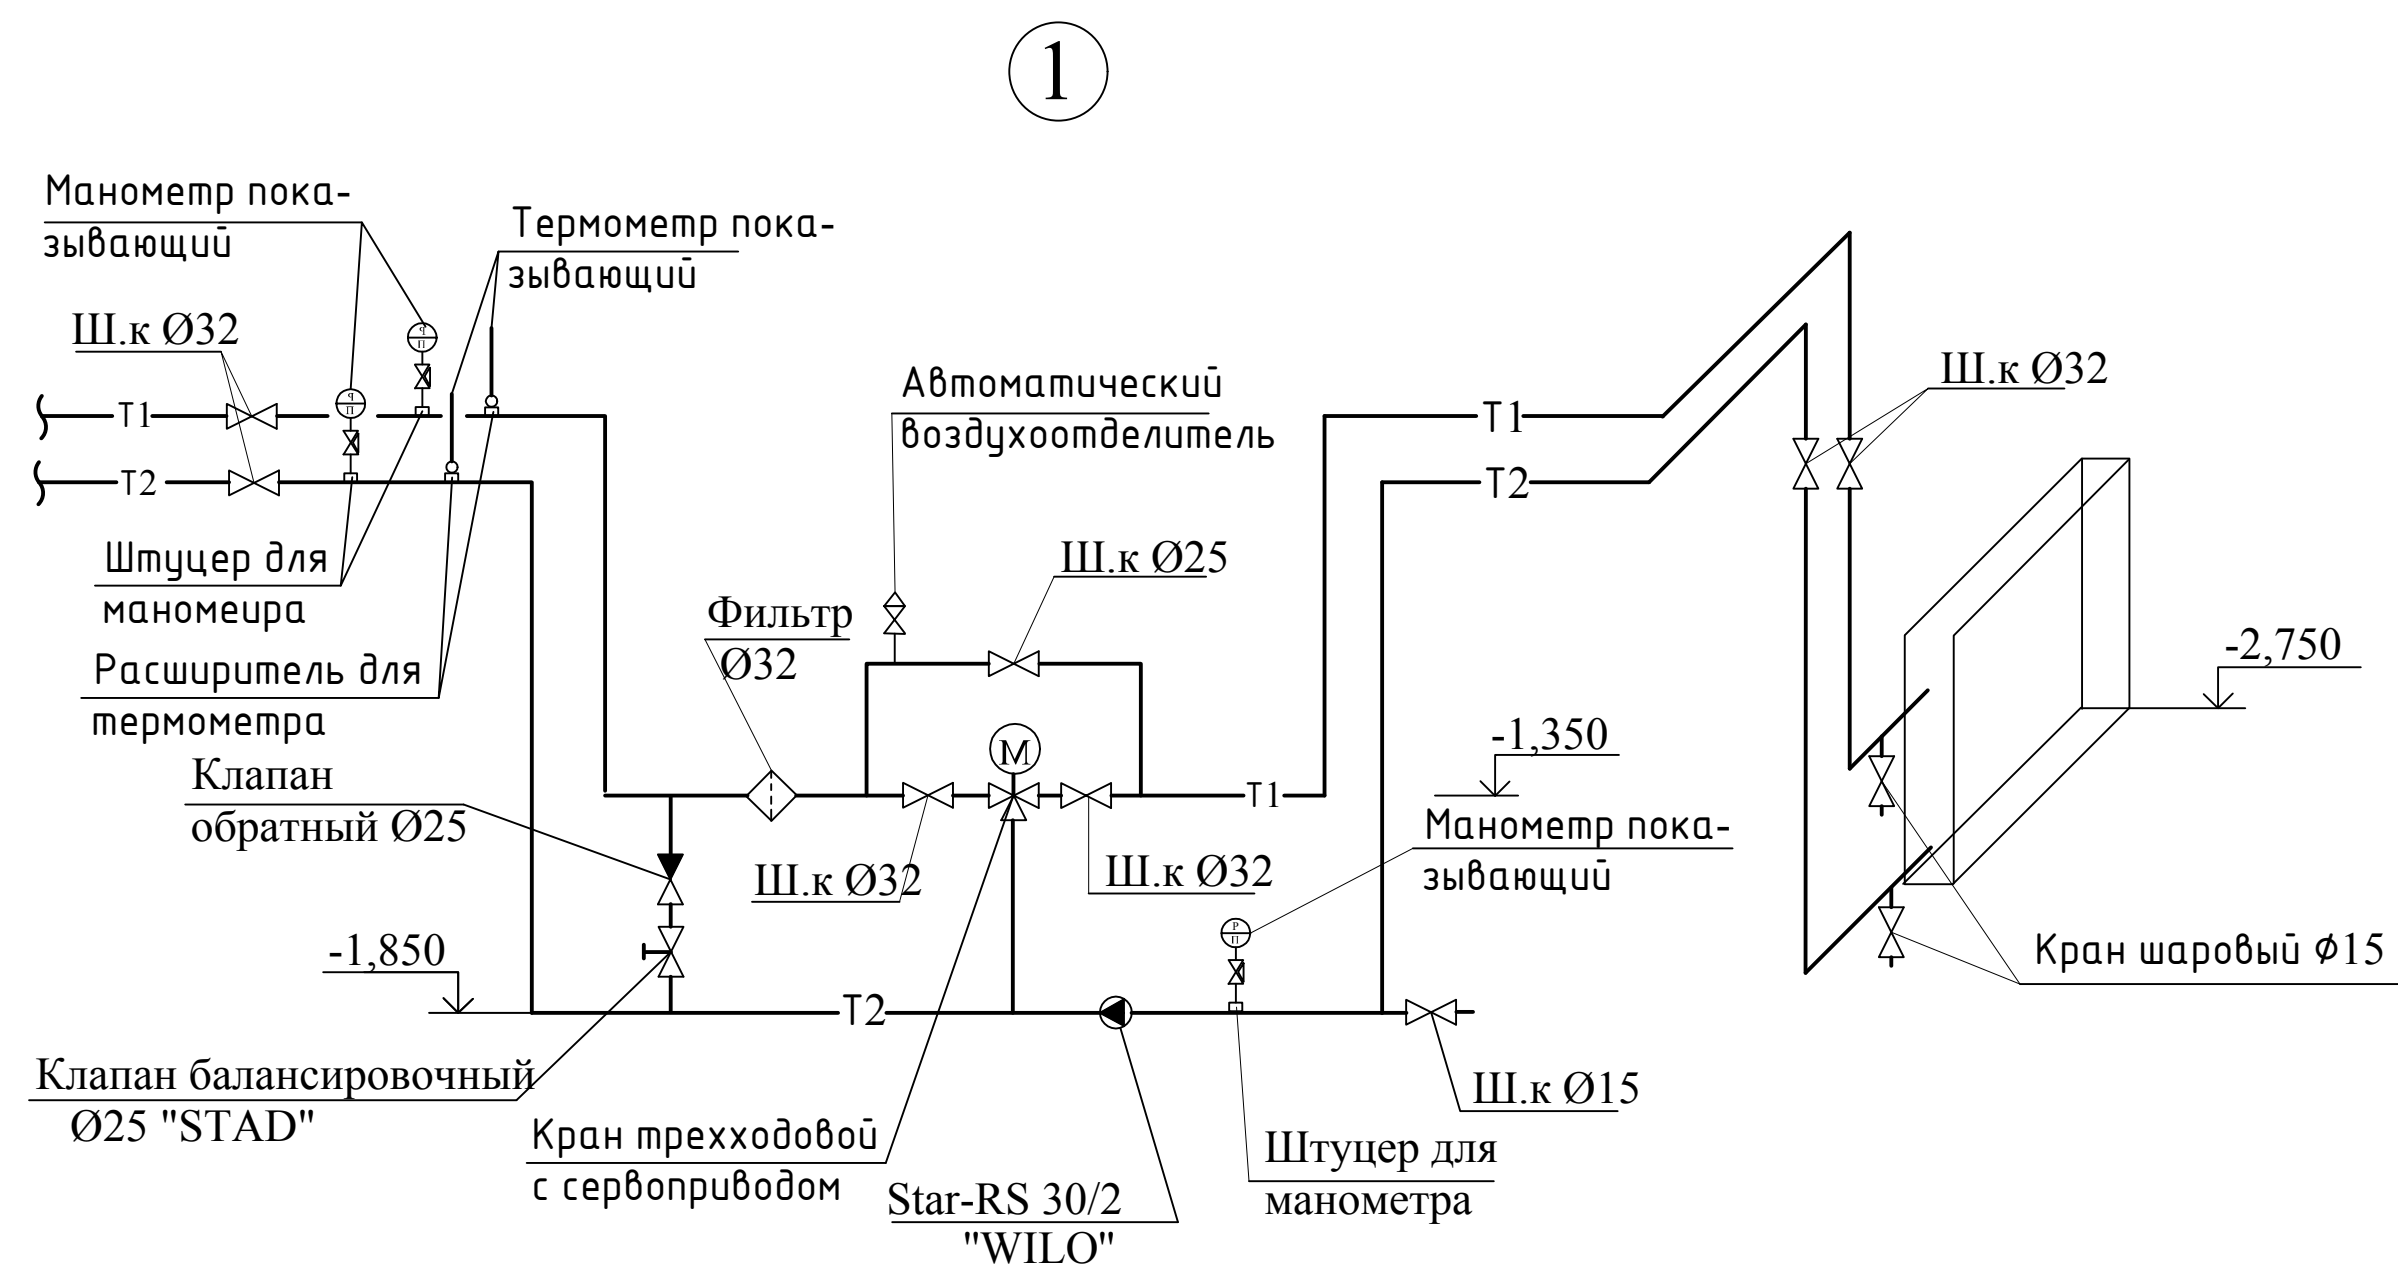 1
Манометр пока-
зывающий
Термометр пока-
зывающий
Ш.к Ø32
Р
П
Р
П
Т1
Т2
Штуцер для
маномеира
Расширитель для
термометра
Клапан
обратный Ø25
Фильтр
Ø32
Автоматический
воздухоотделитель
Ш.к Ø25
М
Т1
Ш.к Ø32
Ш.к Ø32
Т1
Т2
Ш.к Ø32
-2,750
-1,350
Манометр пока-
зывающий
Р
П
Кран шаровый Ф15
-1,850
Т2
Клапан балансировочный
Ø25 "STAD"
Кран трехходовой
с сервоприводом
Star-RS 30/2
"WILO"
Штуцер для
манометра
Ш.к Ø15